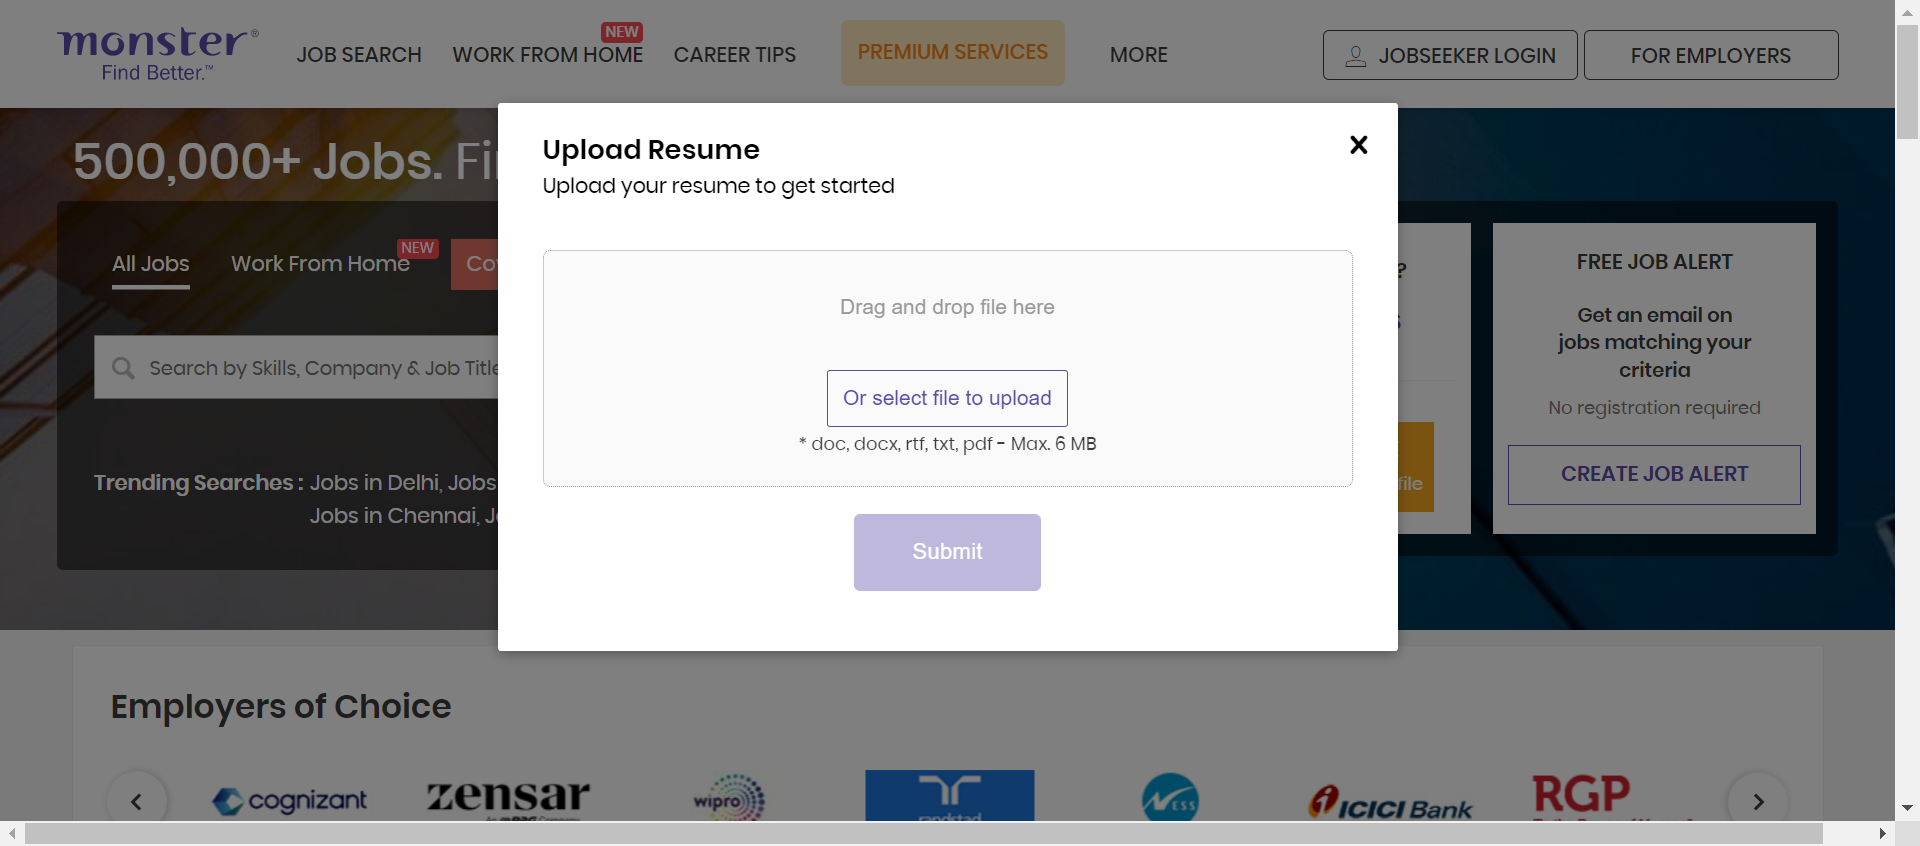 monster®
Find Better.™
JOB SEARCH
WORK FROM HOME
NEW
CAREER TIPS
PREMIUM SERVICES
MORE
JOBSEEKER LOGIN
FOR EMPLOYERS
500,000+ Jobs.
Upload Resume
Upload your resume to get started
Drag and drop file here
Or select file to upload
* doc, docx, rtf, txt, pdf - Max. 6 MB
Submit
All Jobs
Work From Home
NEW
Search by Skills, Company & Job Title
Trending Searches : Jobs in Delhi, Jobs
Jobs in Chennai,
?
file
FREE JOB ALERT
Get an email on
jobs matching your
criteria
No registration required
CREATE JOB ALERT
Employers of Choice
cognizant
zensar
wipro
randstad
NESS
ICICI Bank
RGP